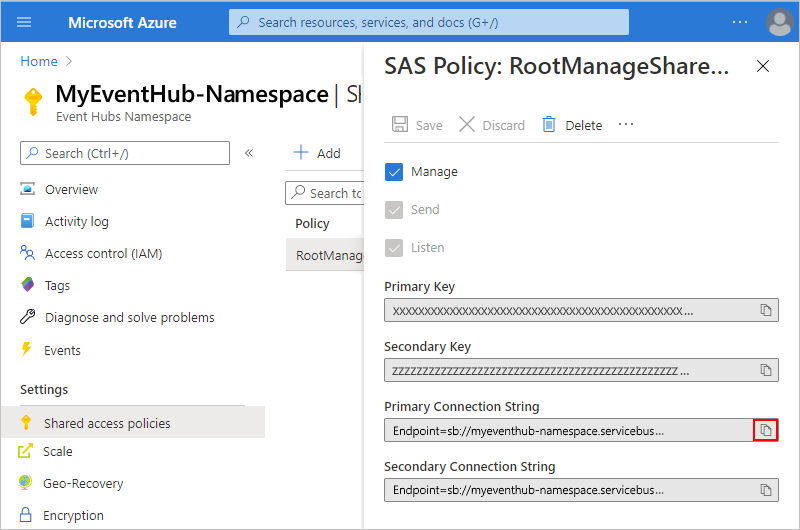 Microsoft Azure
Search resources, services, and docs (G+/)
Home
MyEventHub-Namespace | Sh
Event Hubs Namespace
Search (Ctrl+/)
Overview
Activity log
Access control (IAM)
Tags
Diagnose and solve problems
Events
Settings
Shared access policies
Scale
Geo-Recovery
Encryption
Add
Search to
Policy
RootManag
SAS Policy: RootManageShare...
Save Discard Delete ...
Manage
Send
Listen
Primary Key
xxxxxxxxxxxxxxxxxxxxxxxxxxxxxxxxxxxxxxxxxxxxxxxx...
Secondary Key
zzzzzzzzzzzzzzzzzzzzzzzzzzzzzzzzzzzzzzzzzzzzzzzz...
Primary Connection String
Endpoint=sb://myeventhub-namespace.servicebus...
Secondary Connection String
Endpoint=sb://myeventhub-namespace.servicebus...